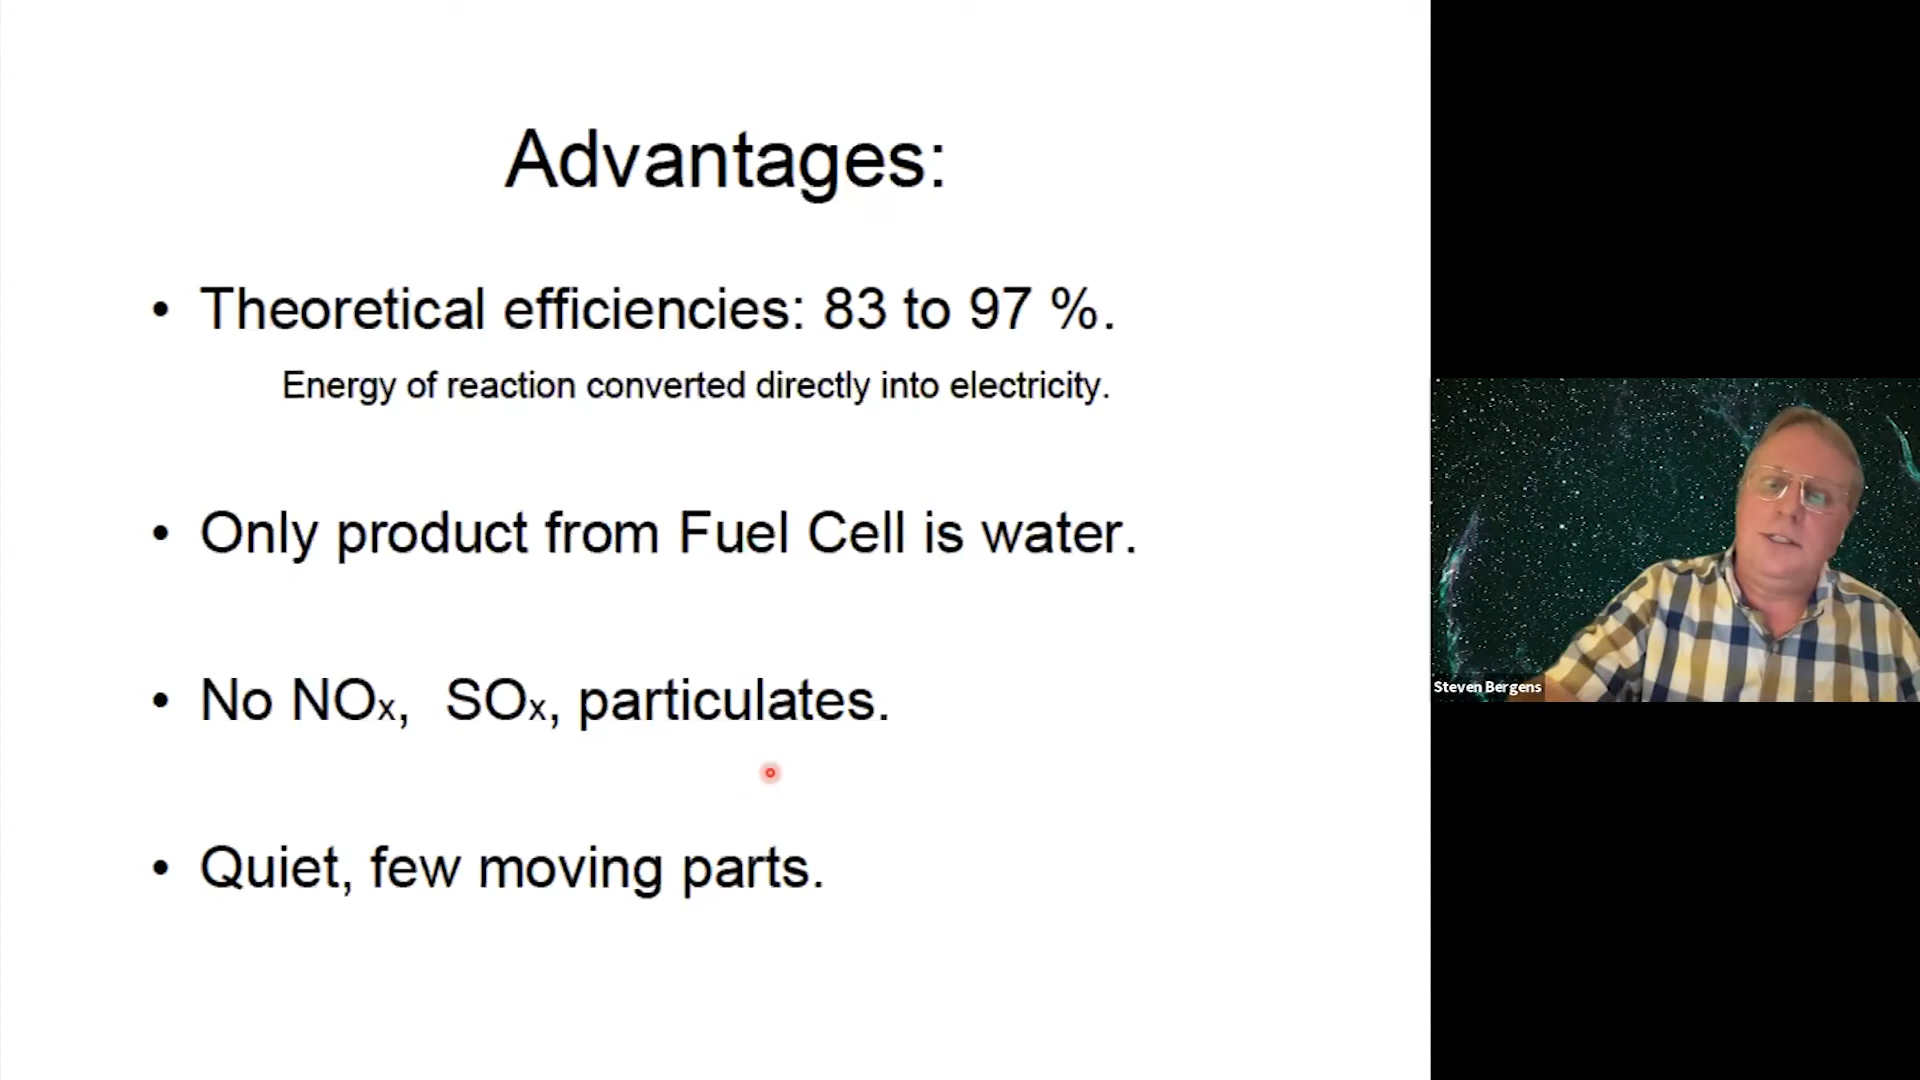 Advantages:
• Theoretical efficiencies: 83 to 97 %.
Energy of reaction converted directly into electricity.
• Only product from Fuel Cell is water.
• No NOx, SOx, particulates.
• Quiet, few moving parts.
Steven Bergens